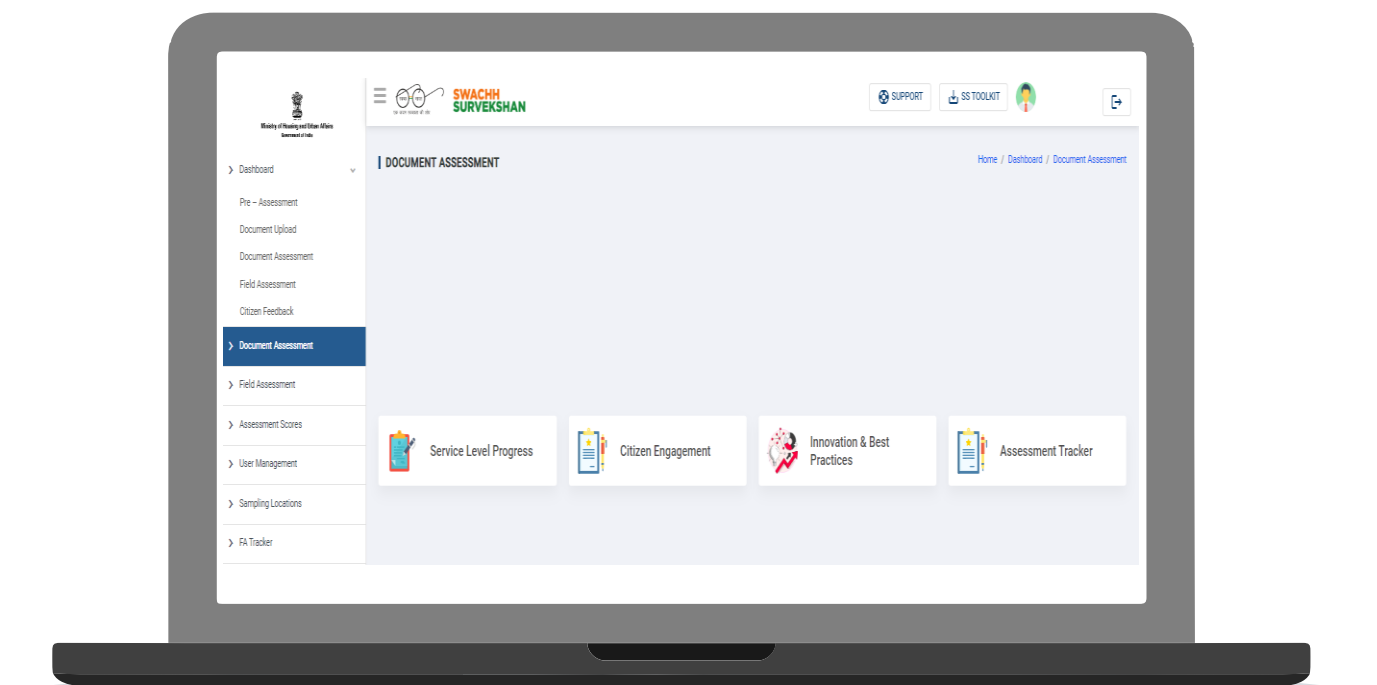 Ministry of Housing and Urban Affairs
Government of India
SWACHH
SURVEKSHAN
SUPPORT
SS TOOLKIT
Dashboard
Pre – Assessment
Document Upload
Document Assessment
Field Assessment
Citizen Feedback
Document Assessment
Field Assessment
Assessment Scores
User Management
Sampling Locations
FA Tracker
DOCUMENT ASSESSMENT
Home / Dashboard / Document Assessment
Service Level Progress
Citizen Engagement
Innovation & Best
Practices
Assessment Tracker